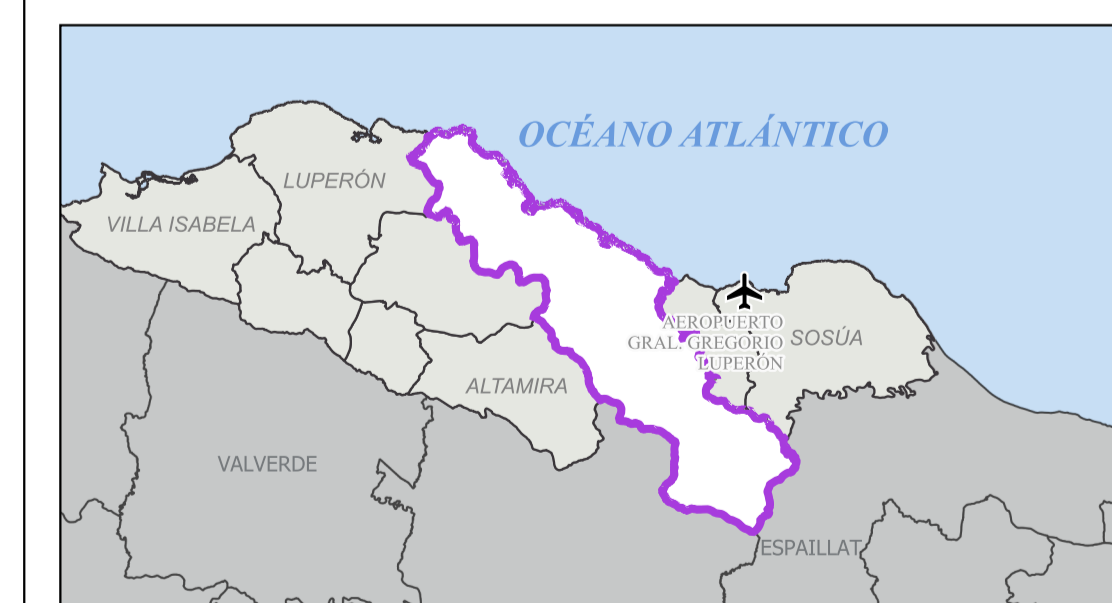 OCÉANO ATLÁNTICO
LUPERÓN
VILLA ISABELA
AEROPUERTO
GRAL. GREGORIO
LUPERÓN
SOSÚA
ALTAMIRA
VALVERDE
ESPAILLAT